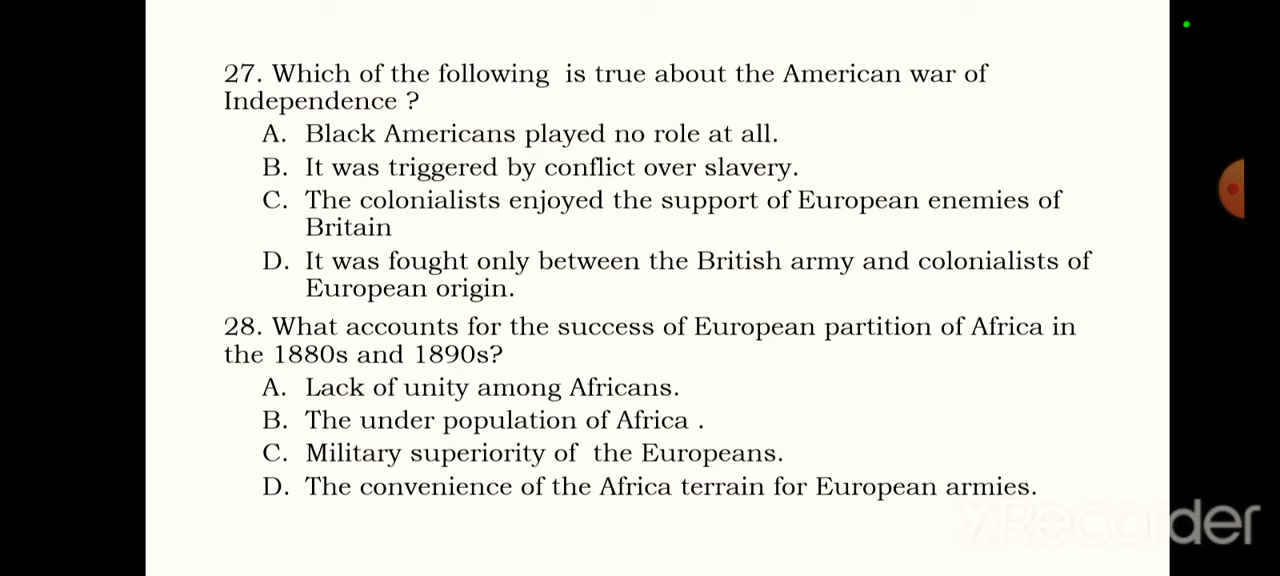 27. Which of the following is true about the American war of
Independence ?
A. Black Americans played no role at all.
B. It was triggered by conflict over slavery.
C. The colonialists enjoyed the support of European enemies of
Britain
D. It was fought only between the British army and colonialists of
European origin.
28. What accounts for the success of European partition of Africa in
the 1880s and 1890s?
A. Lack of unity among Africans.
B. The under population of Africa .
C. Military superiority of the Europeans.
D. The convenience of the Africa terrain for European armies.
XRecorder